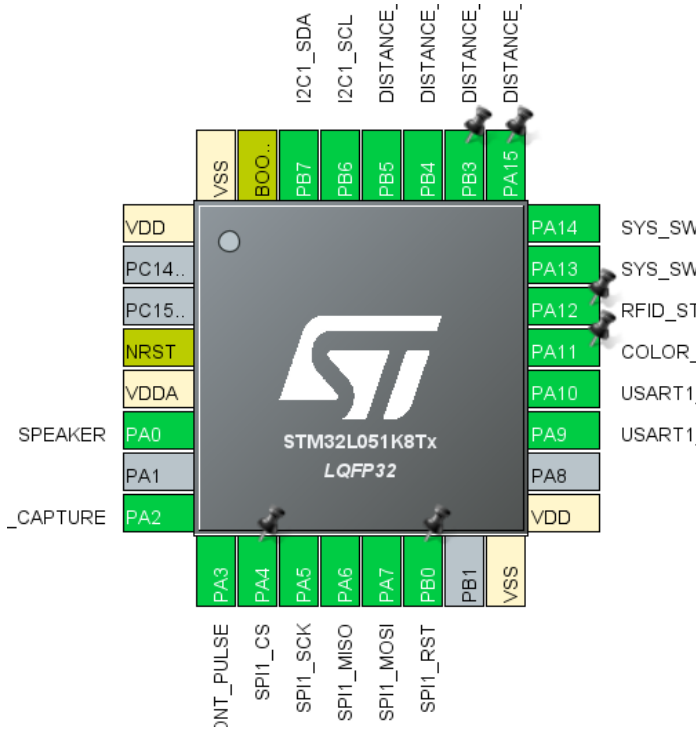 I2C1_SDA
I2C1_SCL
DISTANCE_
DISTANCE_
DISTANCE_
DISTANCE_
VSS
BOO..
PB7
PB6
PB5
PB4
PB3
PA15
VDD
PC14..
PC15..
NRST
VDDA
SPEAKER PA0
PA1
_CAPTURE PA2
STM32L051K8Tx
LQFP32
PA14 SYS_SW
PA13 SYS_SW
PA12 RFID_ST
PA11 COLOR_
PA10 USART1_
PA9 USART1_
PA8
VDD
PA3
PA4
PA5
PA6
PA7
PB0
PB1
VSS
ONT_PULSE
SPI1_CS
SPI1_SCK
SPI1_MISO
SPI1_MOSI
SPI1_RST